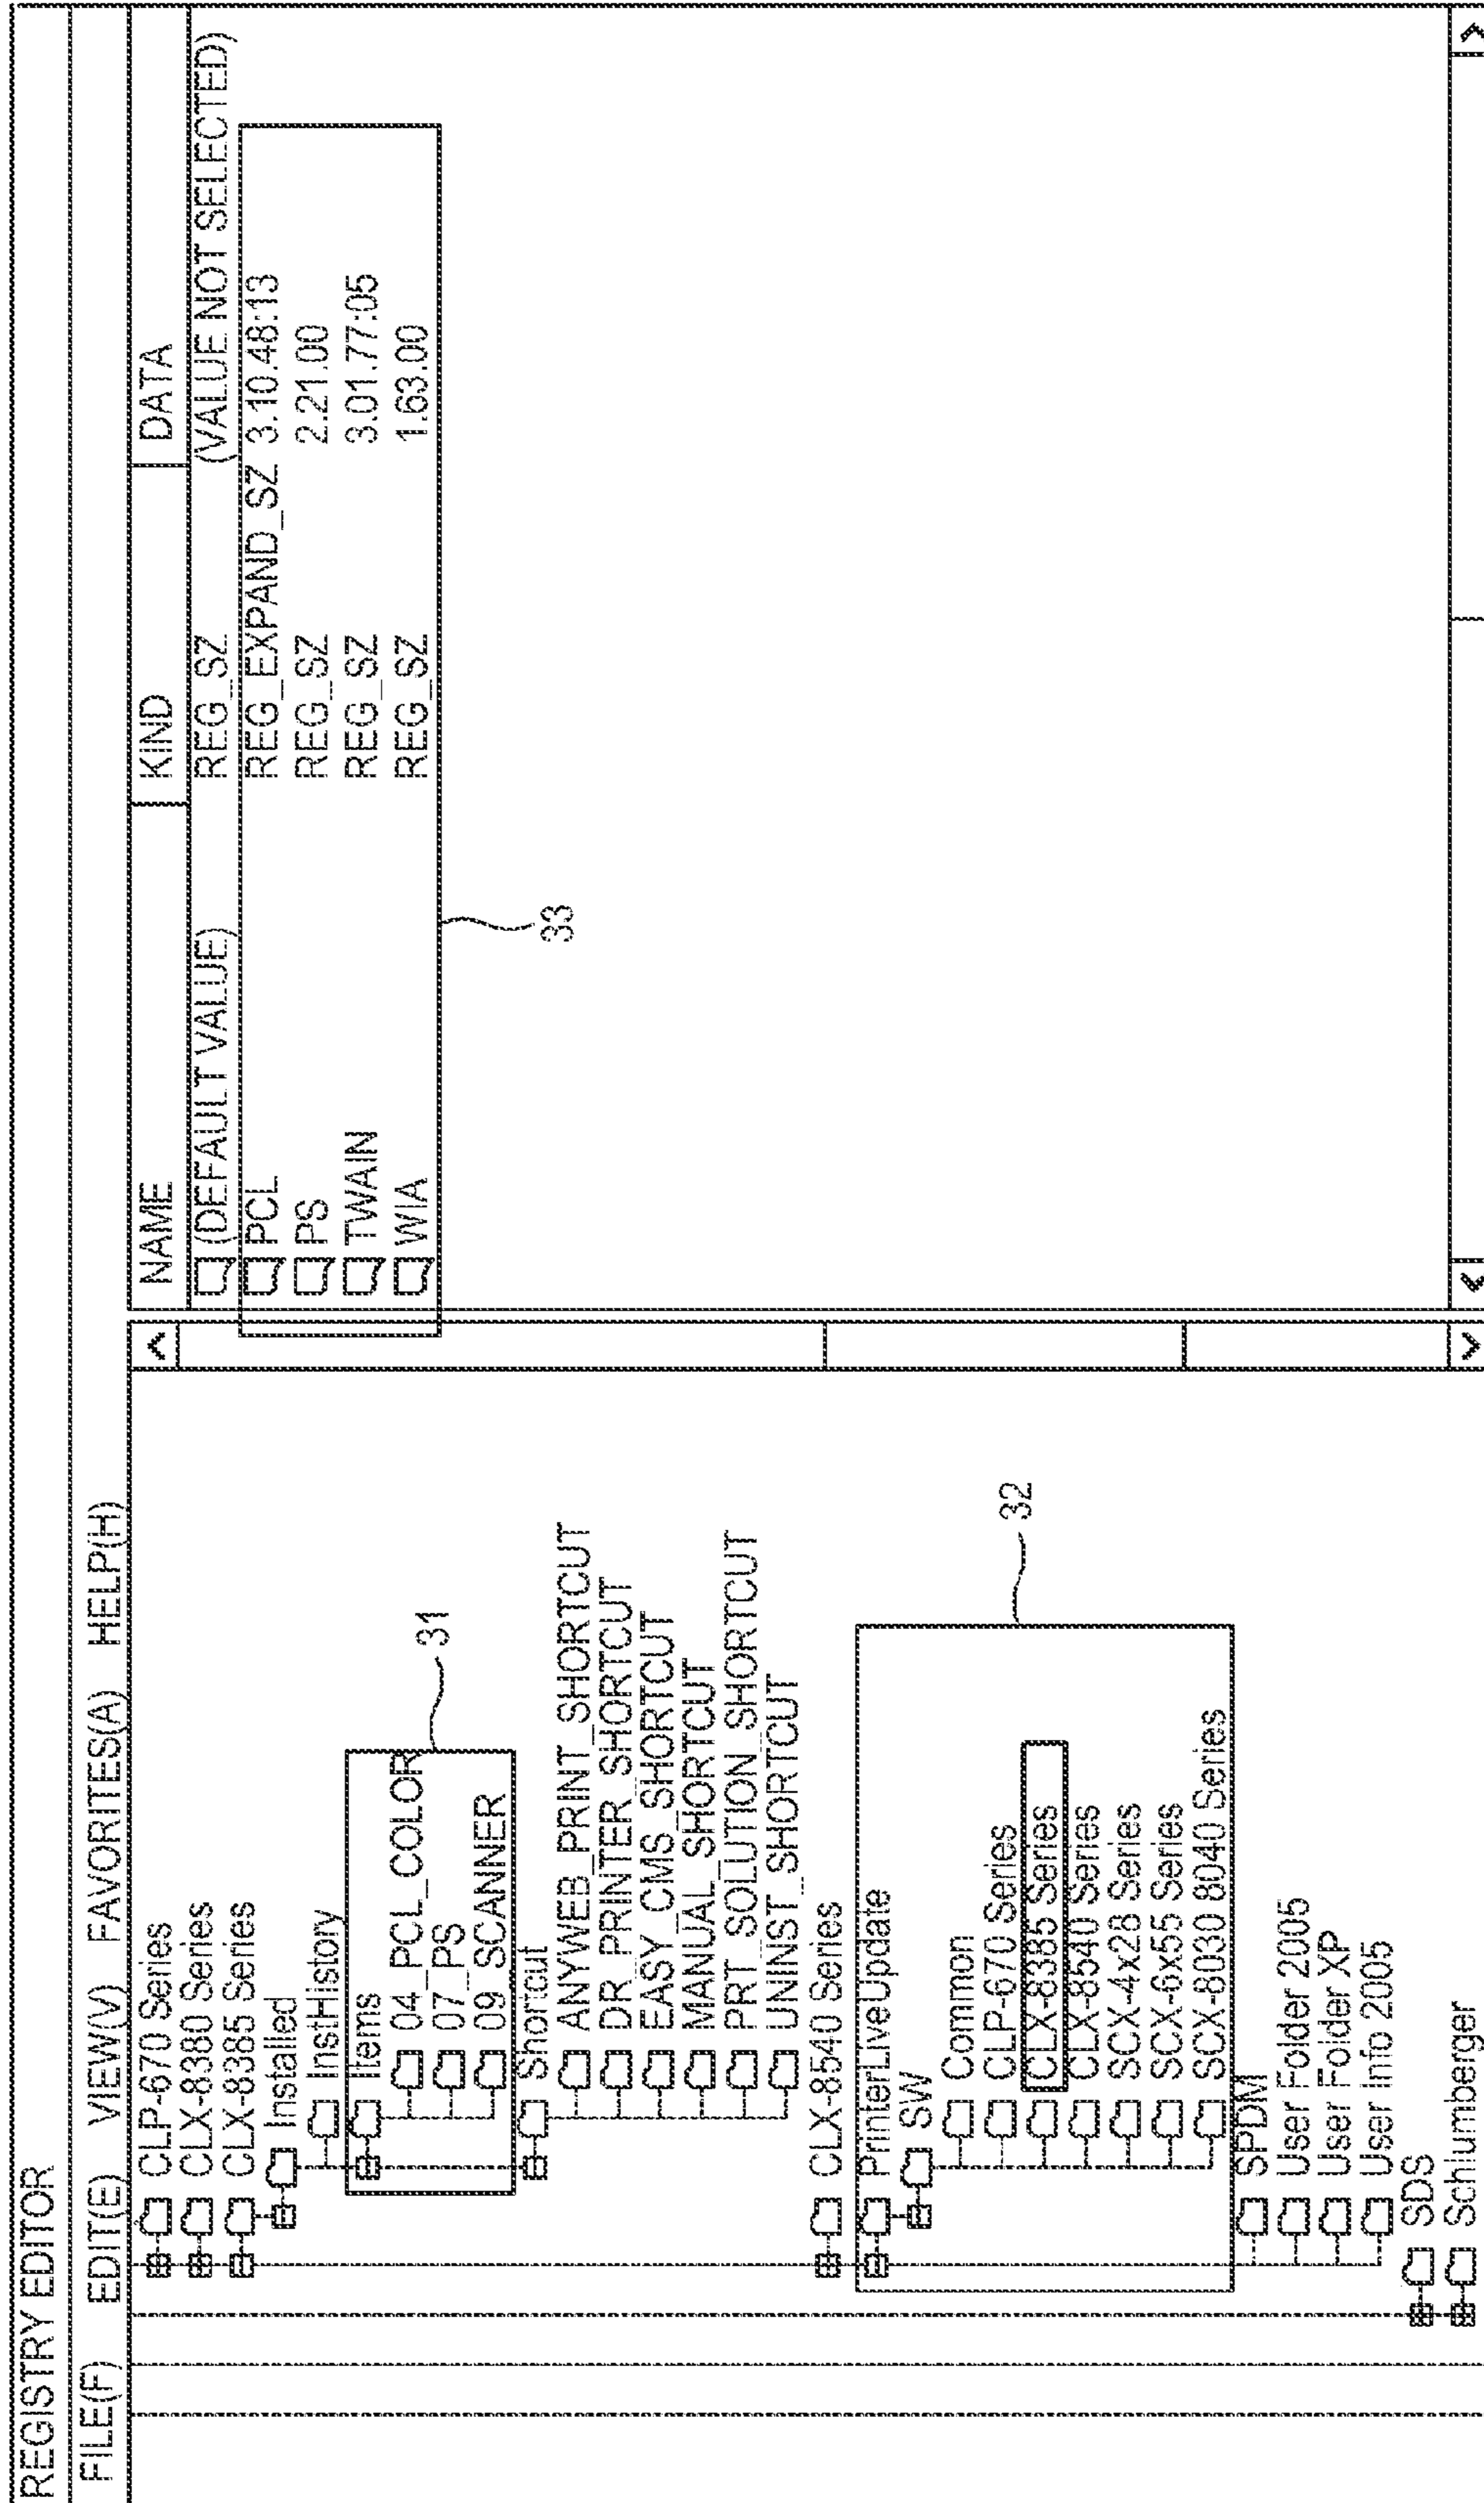 REGISTRY EDITOR
FILE(F) EDIT(E) VIEW(V) FAVORITES(A) HELP(H)
CLP-670 Series
CLX-8380 Series
CLX-8385 Series
Installed
InstHistory
Items
04_PCL_COLOR
07_PS
09_SCANNER
31
Shortcut
ANYWEB_PRINT_SHORTCUT
DR_PRINTER_SHORTCUT
EASY_CMS_SHORTCUT
MANUAL_SHORTCUT
PRT_SOLUTION_SHORTCUT
UNINST_SHORTCUT
CLX-8540 Series
PrinterLiveUpdate
SW
Common
CLP-670 Series
CLX-8385 Series
CLX-8540 Series
SCX-4x28 Series
SCX-6x55 Series
SCX-8030 8040 Series
32
SPDM
User Folder 2005
User Folder XP
User Info 2005
SDS
Schlumberger
NAME KIND DATA
(DEFAULT VALUE) REG_SZ (VALUE NOT SELECTED)
PCL REG_EXPAND_SZ 3.10.48:13
PS REG_SZ 2.21.00
TWAIN REG_SZ 3.01.77:05
WIA REG_SZ 1.63.00
33